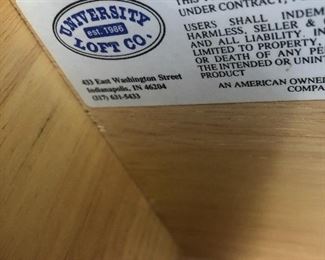 UNIVERSITY
est. 1986
LOFT CO.
433 East Washington Street
Indianapolis, IN 46204
(317) 631-5433
THIS
UNDER CONTRACT,
USERS SHALL INDEM
HARMLESS, SELLER &
AND ALL LIABILITY, IN
LIMITED TO PROPERTY,
OR DEATH OF ANY PE
THE INTENDED OR UNIN
PRODUCT
AN AMERICAN OWNE
COMPA